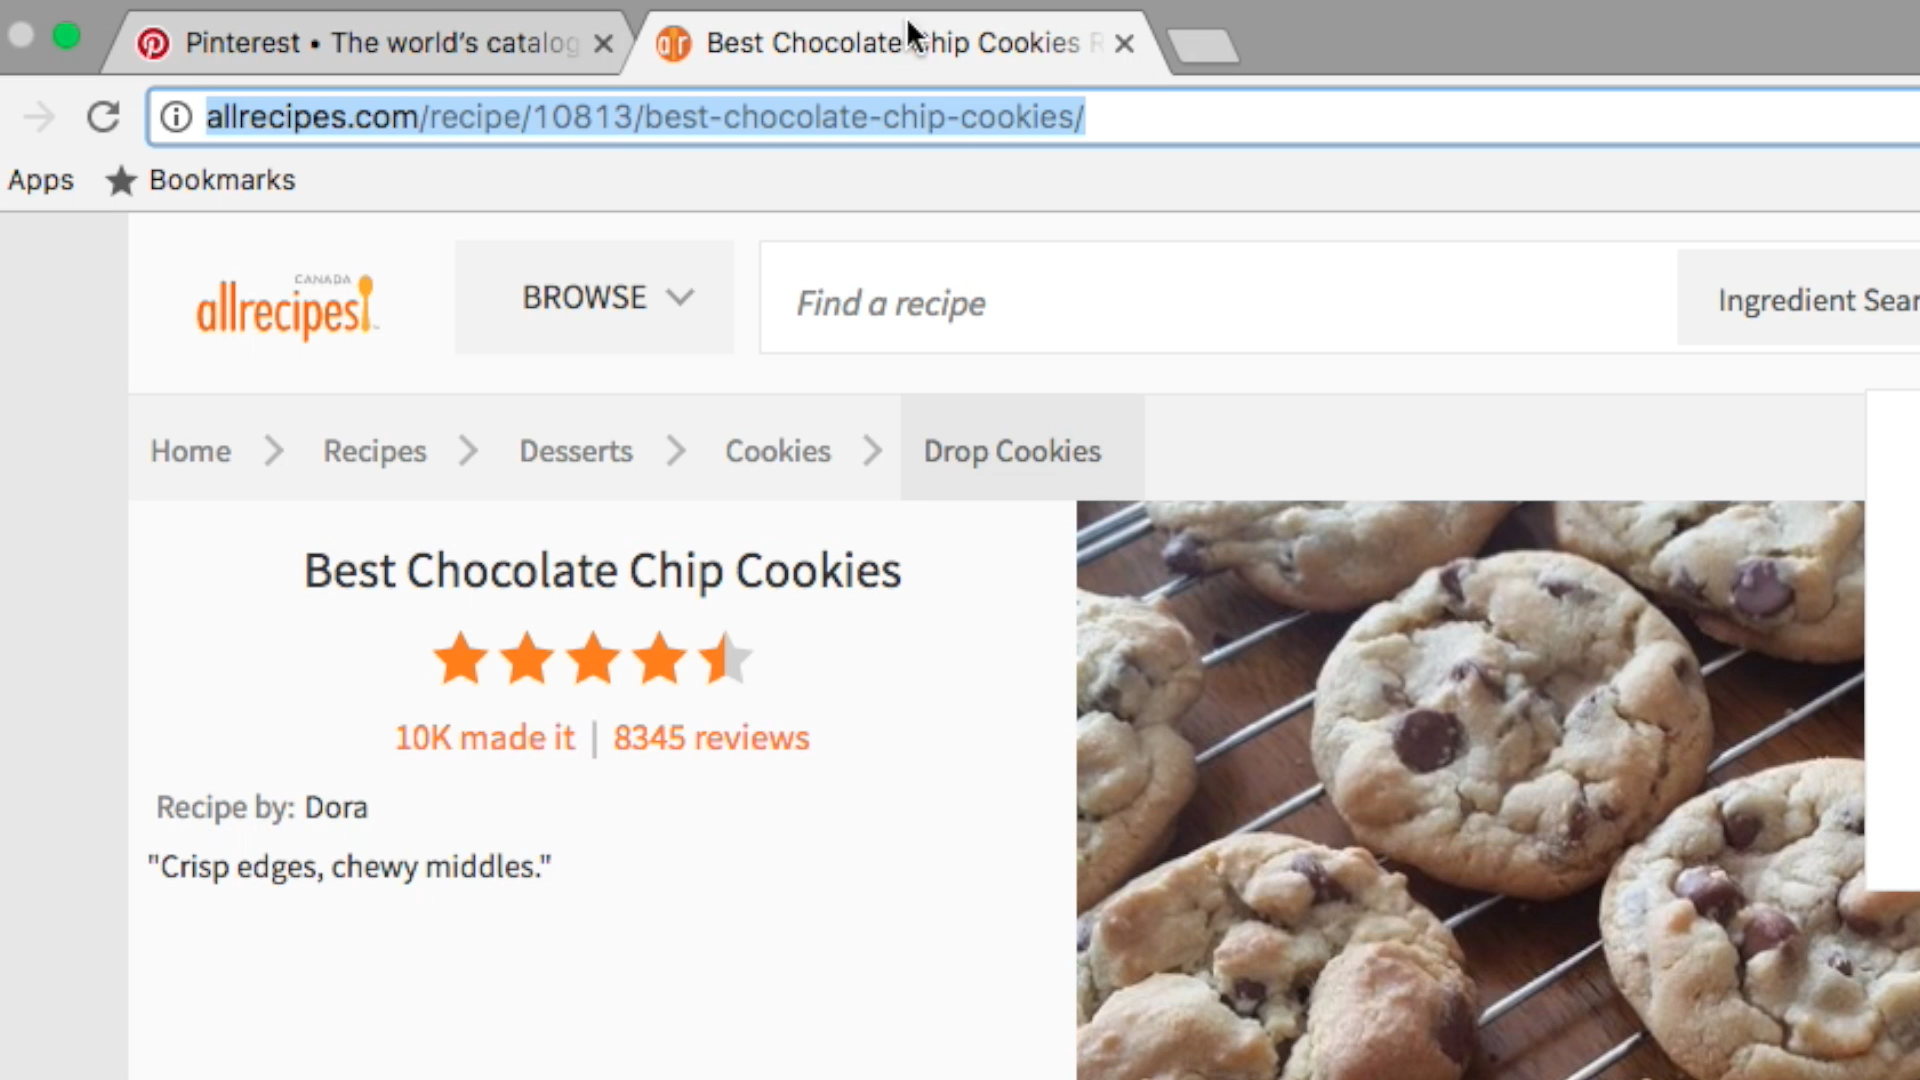 Pinterest • The world's catalog
Best Chocolate Chip Cookies R
allrecipes.com/recipe/10813/best-chocolate-chip-cookies/
Apps Bookmarks
CANADA
allrecipes
BROWSE
Find a recipe
Ingredient Sear
Home Recipes Desserts Cookies Drop Cookies
Best Chocolate Chip Cookies
10K made it | 8345 reviews
Recipe by: Dora
"Crisp edges, chewy middles."